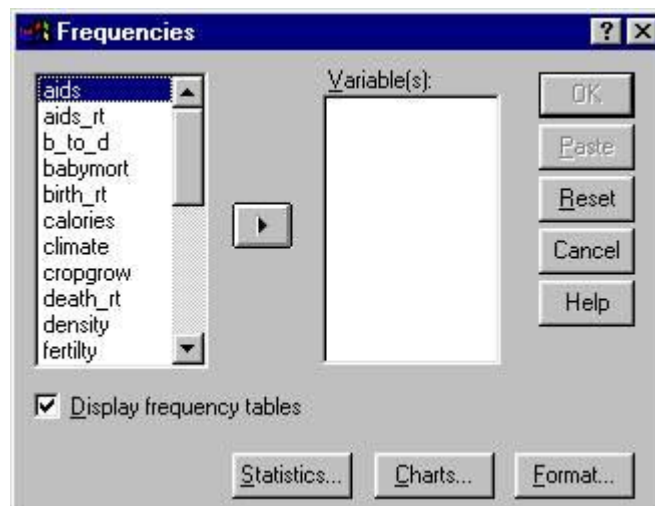 Frequencies
Variable(s):
aids
aids_rt
b_to_d
babymort
birth_rt
calories
climate
cropgrow
death_rt
density
fertilty
OK
Paste
Reset
Cancel
Help
Display frequency tables
Statistics... Charts... Format...